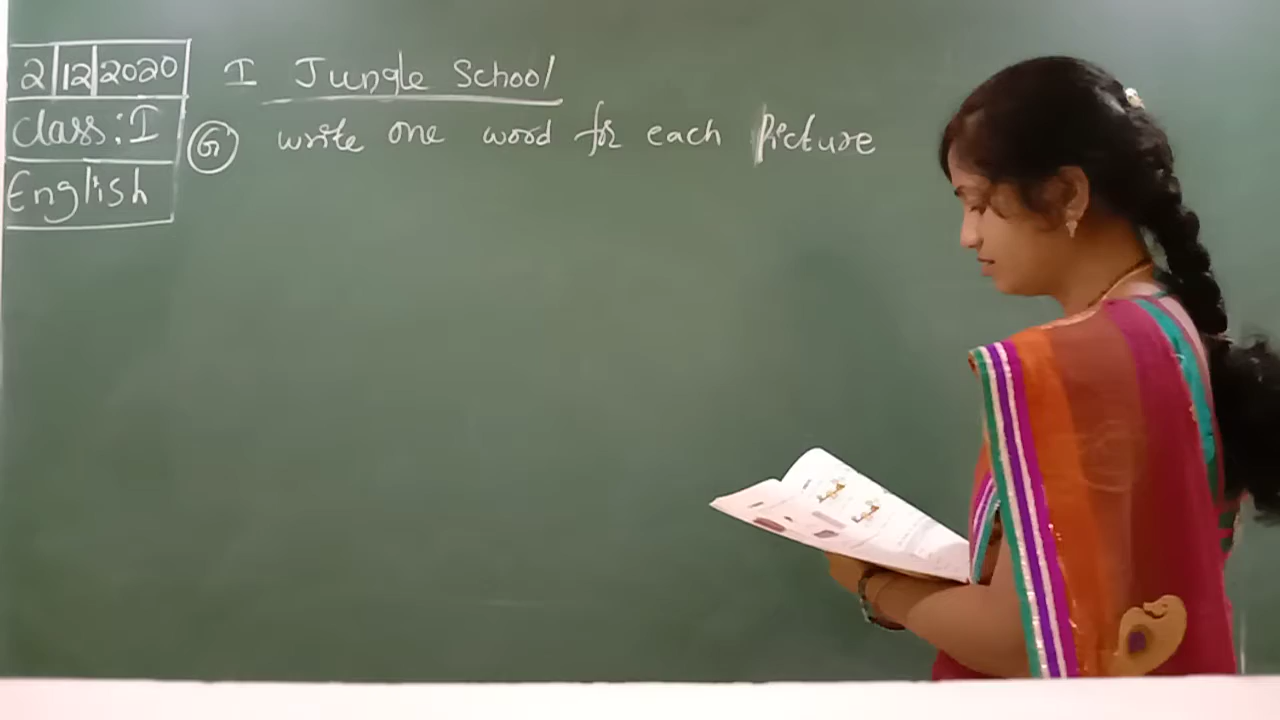 2|12|2020
class: I
English
I Jungle School
G write one word for each Picture